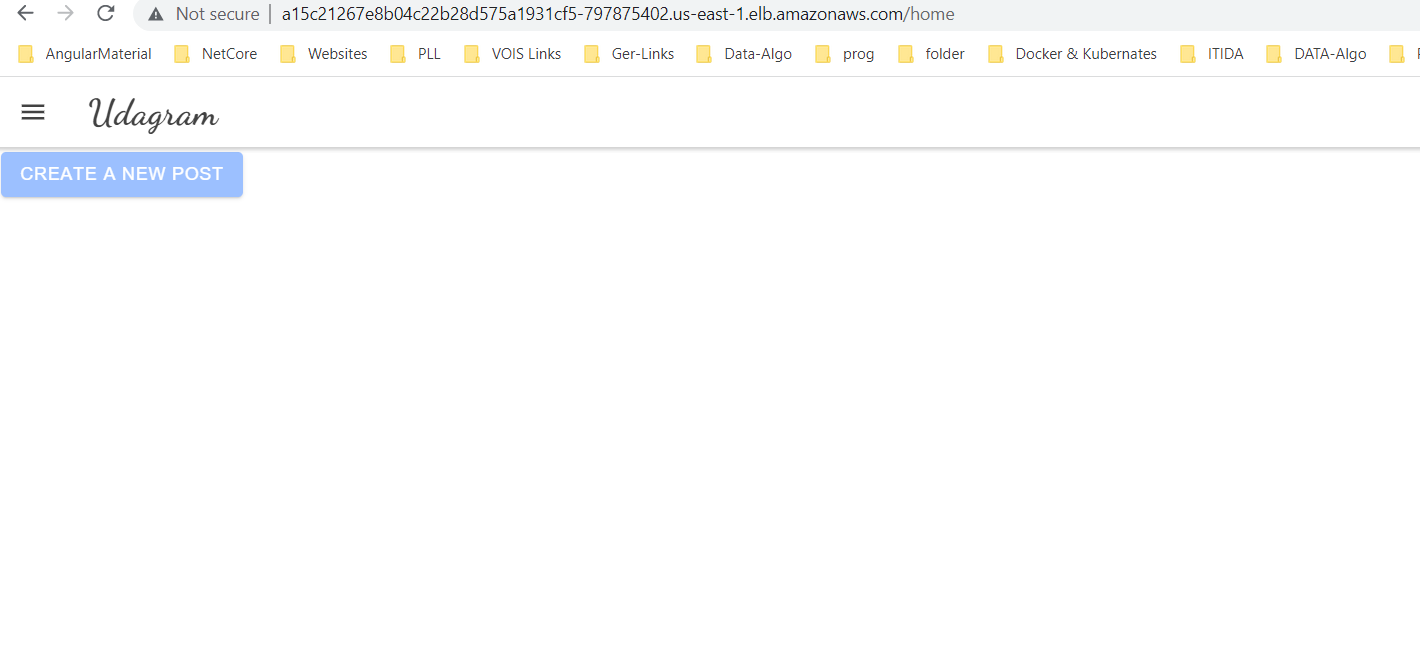 Not secure | a15c21267e8b04c22b28d575a1931cf5-797875402.us-east-1.elb.amazonaws.com/home
AngularMaterial NetCore Websites PLL VOIS Links Ger-Links Data-Algo prog folder Docker & Kubernates ITIDA DATA-Algo
Udagram
CREATE A NEW POST